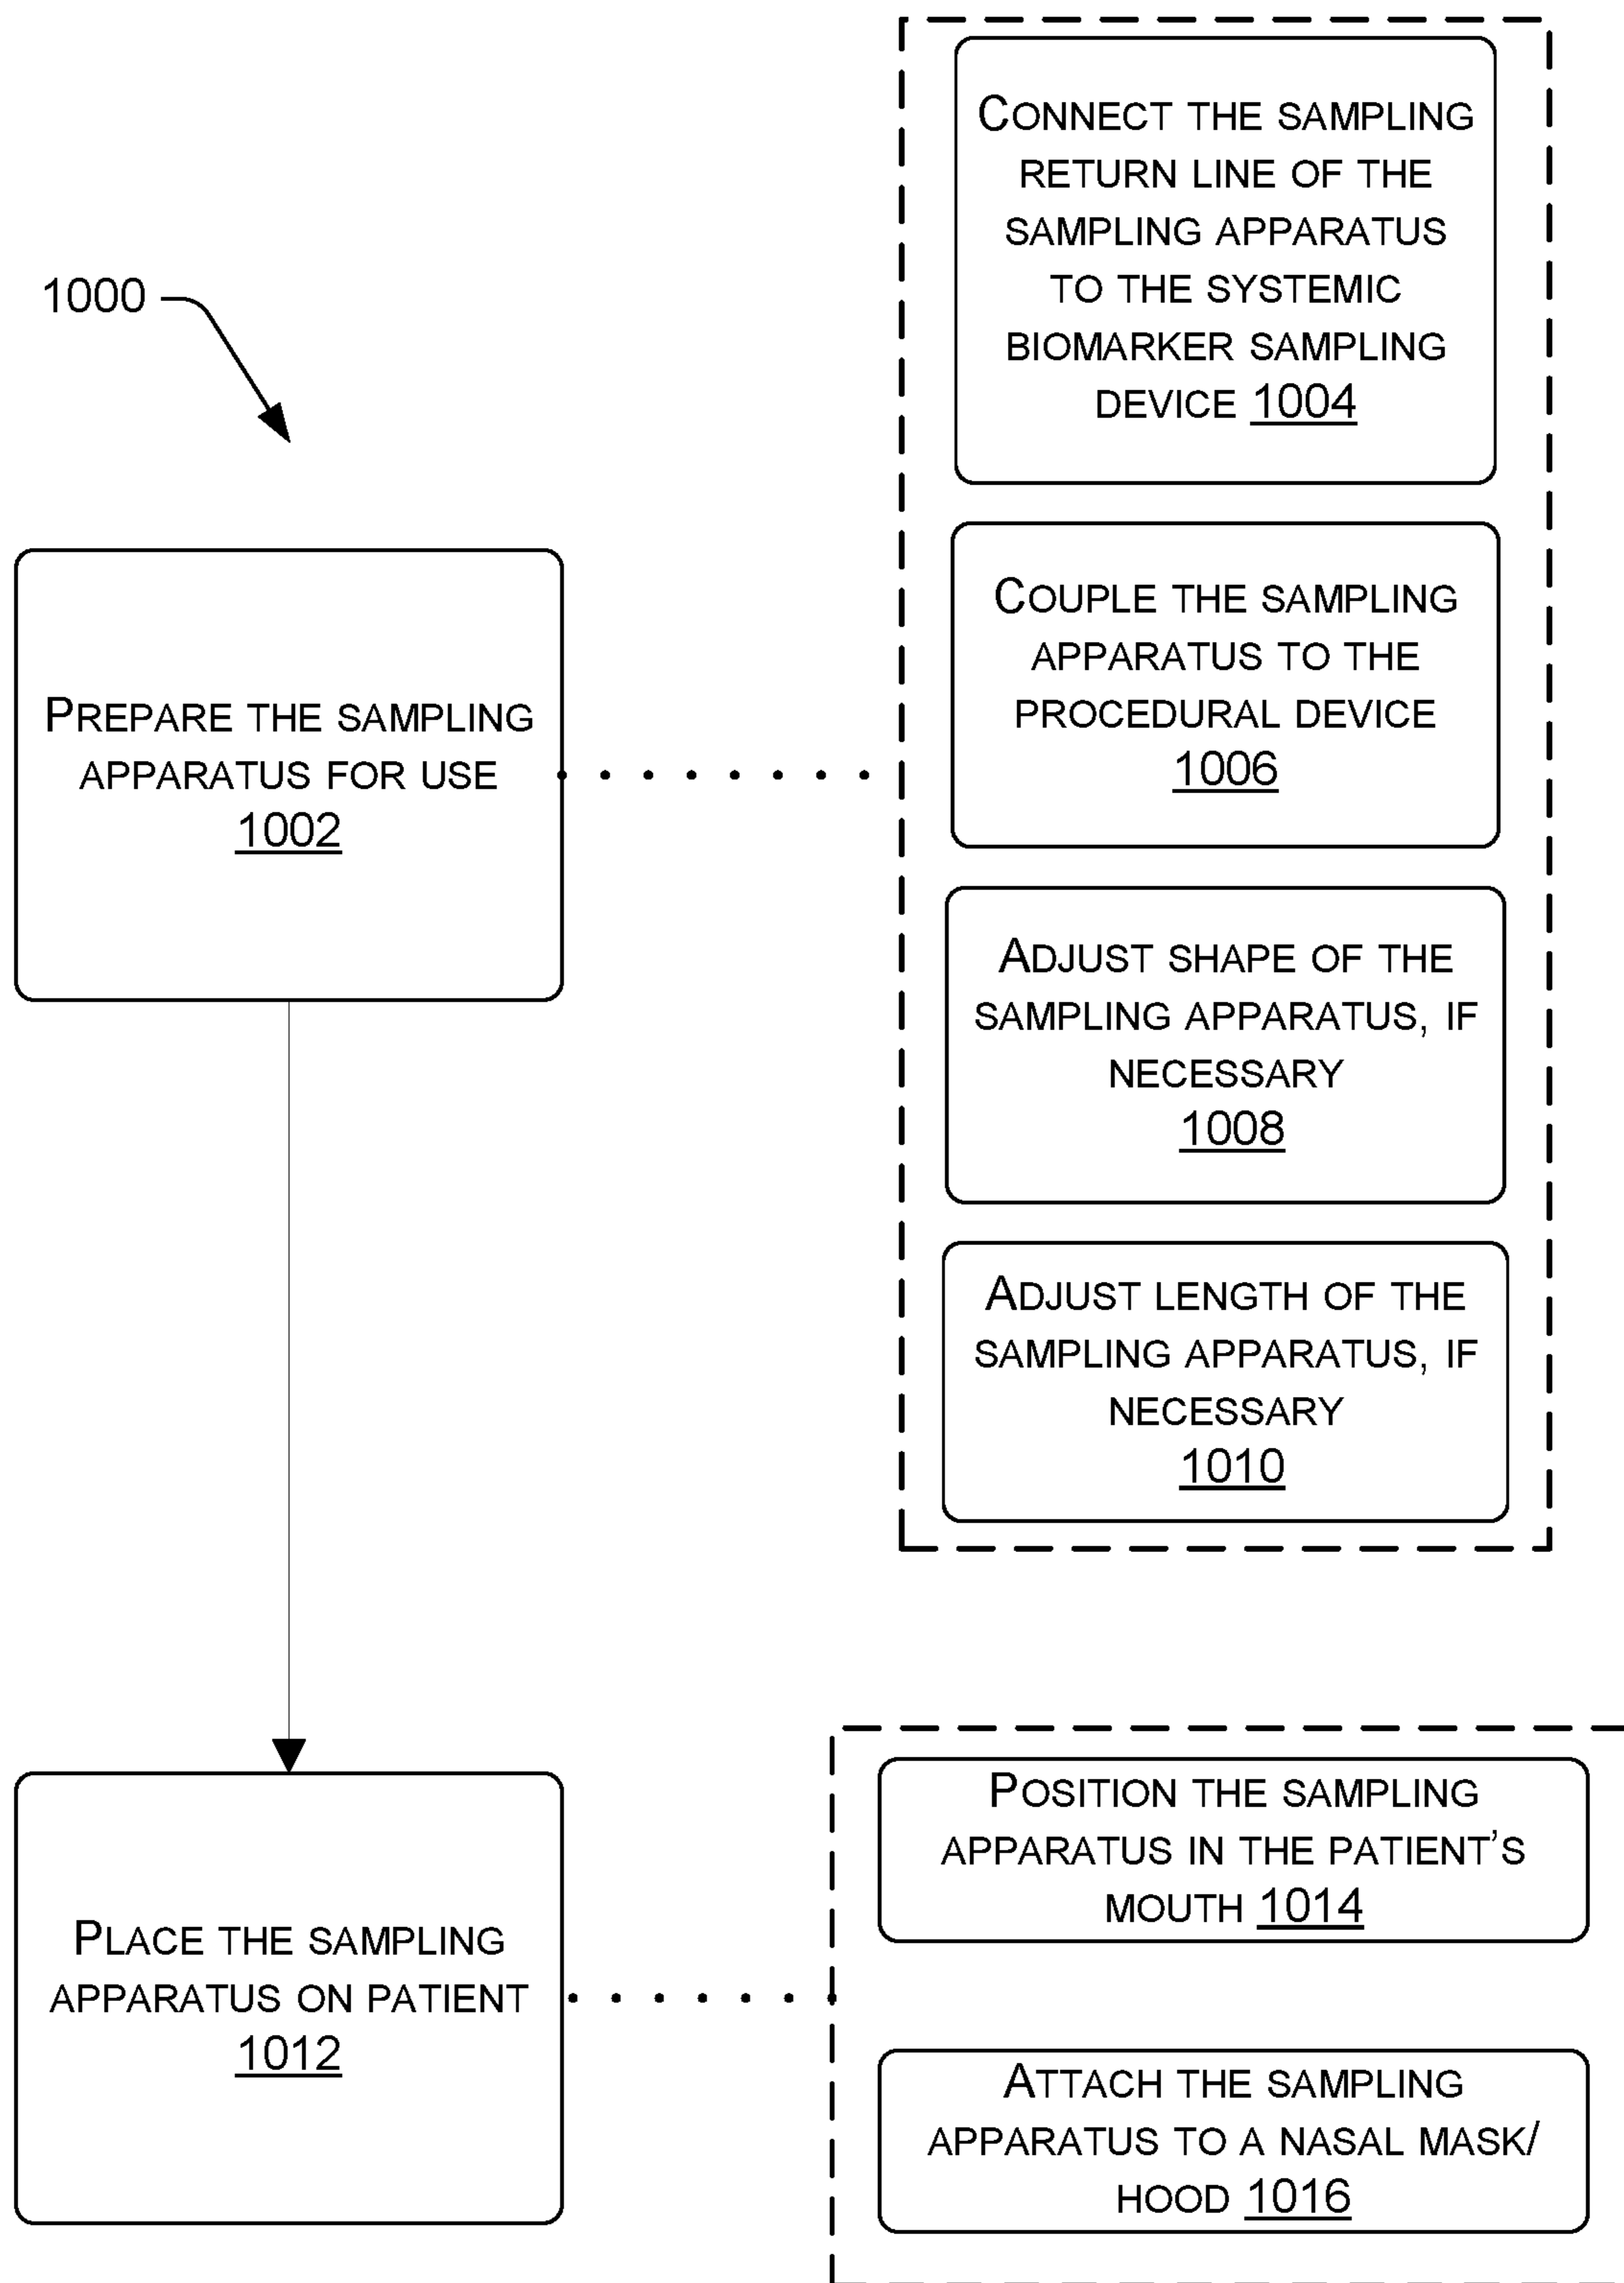 1000
PREPARE THE SAMPLING
APPARATUS FOR USE
1002
CONNECT THE SAMPLING
RETURN LINE OF THE
SAMPLING APPARATUS
TO THE SYSTEMIC
BIOMARKER SAMPLING
DEVICE 1004
COUPLE THE SAMPLING
APPARATUS TO THE
PROCEDURAL DEVICE
1006
ADJUST SHAPE OF THE
SAMPLING APPARATUS, IF
NECESSARY
1008
ADJUST LENGTH OF THE
SAMPLING APPARATUS, IF
NECESSARY
1010
PLACE THE SAMPLING
APPARATUS ON PATIENT
1012
POSITION THE SAMPLING
APPARATUS IN THE PATIENT'S
MOUTH 1014
ATTACH THE SAMPLING
APPARATUS TO A NASAL MASK/
HOOD 1016